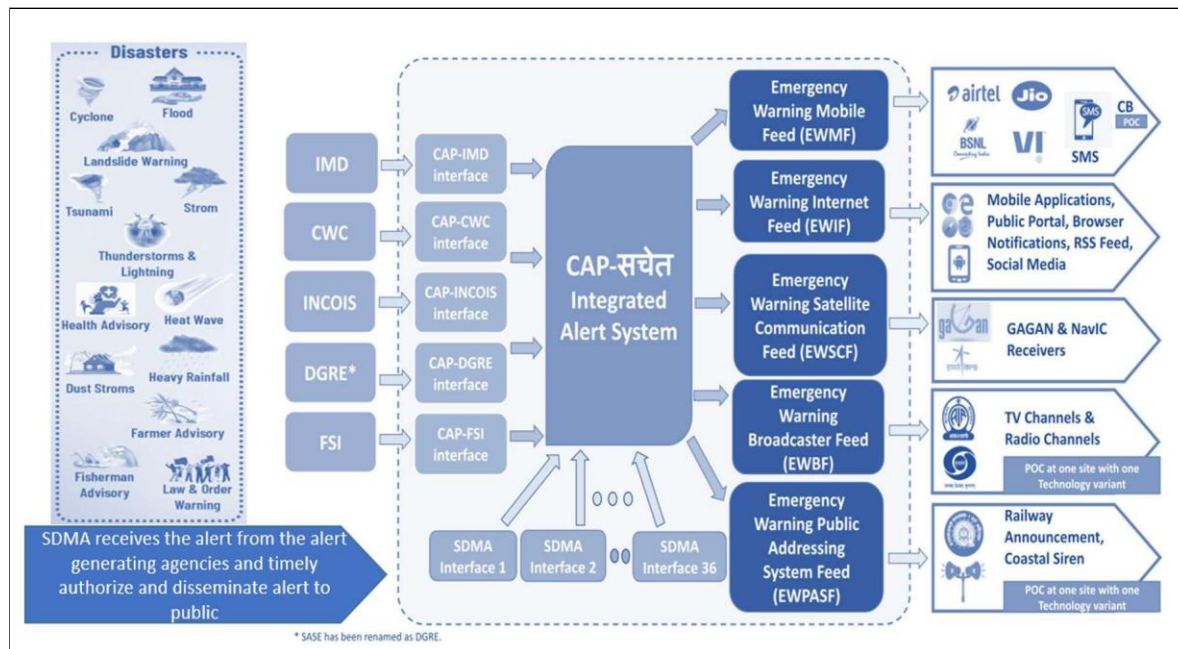 Disasters
Cyclone
Flood
Landslide Warning
Tsunami
Strom
Thunderstorms &
Lightning
Health Advisory
Heat Wave
Dust Stroms
Heavy Rainfall
Farmer Advisory
Fisherman
Advisory
Law & Order
Warning
SDMA receives the alert from the alert
generating agencies and timely
authorize and disseminate alert to
public
IMD
CWC
INCOIS
DGRE*
FSI
CAP-IMD
interface
CAP-CWC
interface
CAP-INCOIS
interface
CAP-DGRE
interface
CAP-FSI
interface
SDMA
Interface 1
SDMA
Interface 2
SDMA
Interface 36
CAP-सचेत
Integrated
Alert System
Emergency
Warning Mobile
Feed (EWMF)
Emergency
Warning Internet
Feed (EWIF)
Emergency
Warning Satellite
Communication
Feed (EWSCF)
Emergency
Warning
Broadcaster Feed
(EWBF)
Emergency
Warning Public
Addressing
System Feed
(EWPASF)
airtel
Jio
BSNL
Connecting India
VI
SMS
SMS
CB
POC
Mobile Applications,
Public Portal, Browser
Notifications, RSS Feed,
Social Media
gagan
GAGAN & NavIC
Receivers
TV Channels &
Radio Channels
POC at one site with one
Technology variant
Railway
Announcement,
Coastal Siren
POC at one site with one
Technology variant
* SASE has been renamed as DGRE.